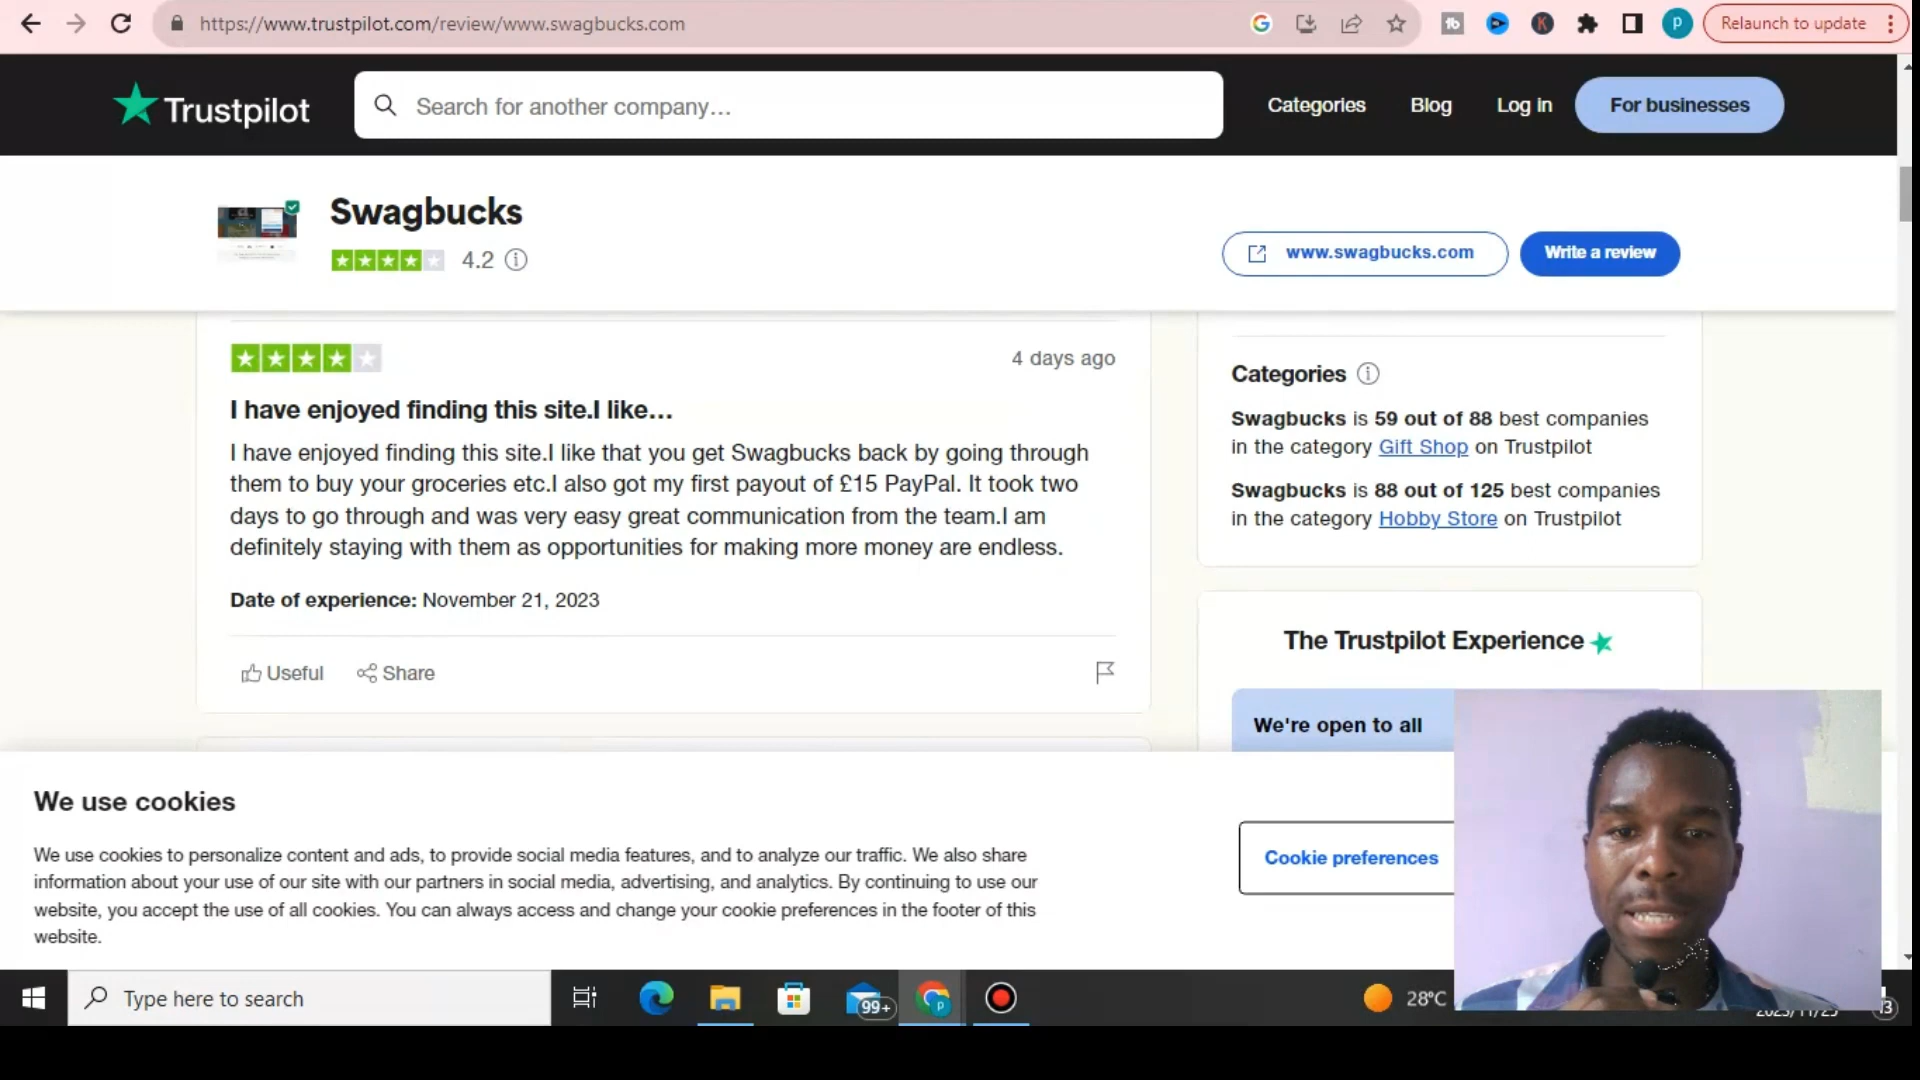 https://www.trustpilot.com/review/www.swagbucks.com
Relaunch to update
Trustpilot
Search for another company...
Categories
Blog
Log in
For businesses
Swagbucks
4.2
www.swagbucks.com
Write a review
4 days ago
I have enjoyed finding this site.I like...
I have enjoyed finding this site.I like that you get Swagbucks back by going through
them to buy your groceries etc.I also got my first payout of £15 PayPal. It took two
days to go through and was very easy great communication from the team.I am
definitely staying with them as opportunities for making more money are endless.
Date of experience: November 21, 2023
Useful
Share
Categories
Swagbucks is 59 out of 88 best companies
in the category Gift Shop on Trustpilot
Swagbucks is 88 out of 125 best companies
in the category Hobby Store on Trustpilot
The Trustpilot Experience
We're open to all
We use cookies
We use cookies to personalize content and ads, to provide social media features, and to analyze our traffic. We also share
information about your use of our site with our partners in social media, advertising, and analytics. By continuing to use our
website, you accept the use of all cookies. You can always access and change your cookie preferences in the footer of this
website.
Cookie preferences
Type here to search
99+
28°C